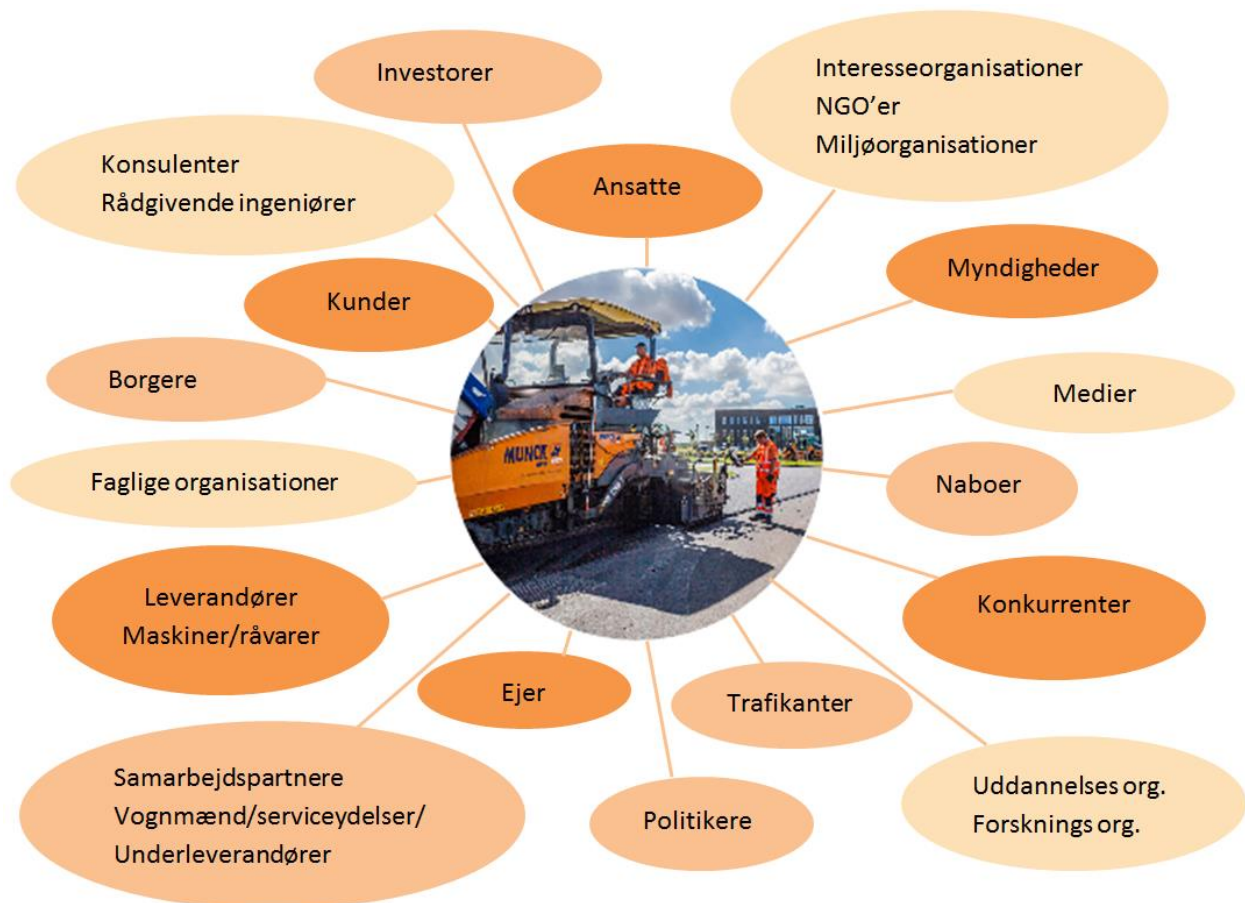 Investorer
Interesseorganisationer
NGO’er
Miljøorganisationer
Konsulenter
Rådgivende ingeniører
Ansatte
Myndigheder
Kunder
Borgere
Medier
Faglige organisationer
Naboer
Leverandører
Maskiner/råvarer
Konkurrenter
Ejer
Trafikanter
Samarbejdspartnere
Vognmænd/serviceydelser/
Underleverandører
Politikere
Uddannelses org.
Forsknings org.
MUNCK